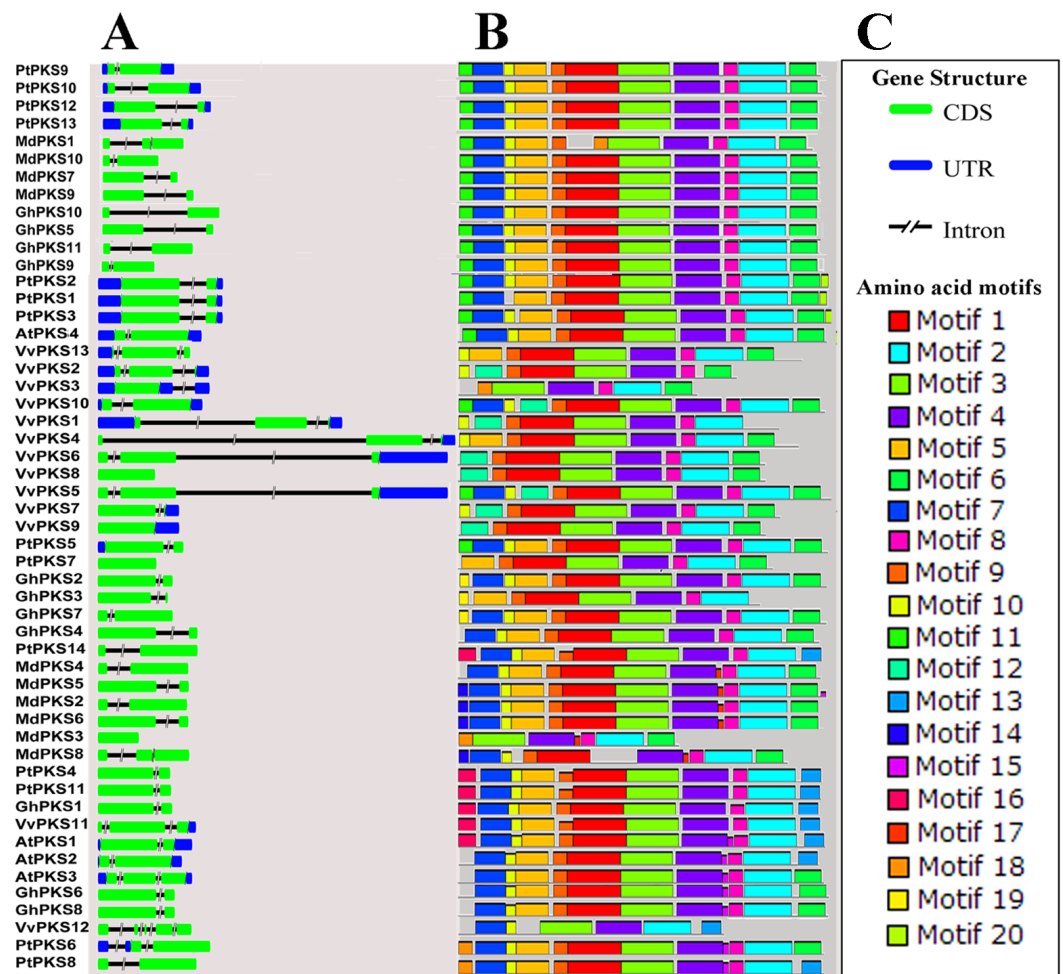 A B C
PtPKS9
PtPKS10
PtPKS12
PtPKS13
MdPKS1
MdPKS10
MdPKS7
MdPKS9
GhPKS10
GhPKS5
GhPKS11
GhPKS9
PtPKS2
PtPKS1
PtPKS3
AtPKS4
VvPKS13
VvPKS2
VvPKS3
VvPKS10
VvPKS1
VvPKS4
VvPKS6
VvPKS8
VvPKS5
VvPKS7
VvPKS9
PtPKS5
PtPKS7
GhPKS2
GhPKS3
GhPKS7
GhPKS4
PtPKS14
MdPKS4
MdPKS5
MdPKS2
MdPKS6
MdPKS3
MdPKS8
PtPKS4
PtPKS11
GhPKS1
VvPKS11
AtPKS1
AtPKS2
AtPKS3
GhPKS6
GhPKS8
VvPKS12
PtPKS6
PtPKS8
Gene Structure
CDS
UTR
Intron
Amino acid motifs
Motif 1
Motif 2
Motif 3
Motif 4
Motif 5
Motif 6
Motif 7
Motif 8
Motif 9
Motif 10
Motif 11
Motif 12
Motif 13
Motif 14
Motif 15
Motif 16
Motif 17
Motif 18
Motif 19
Motif 20